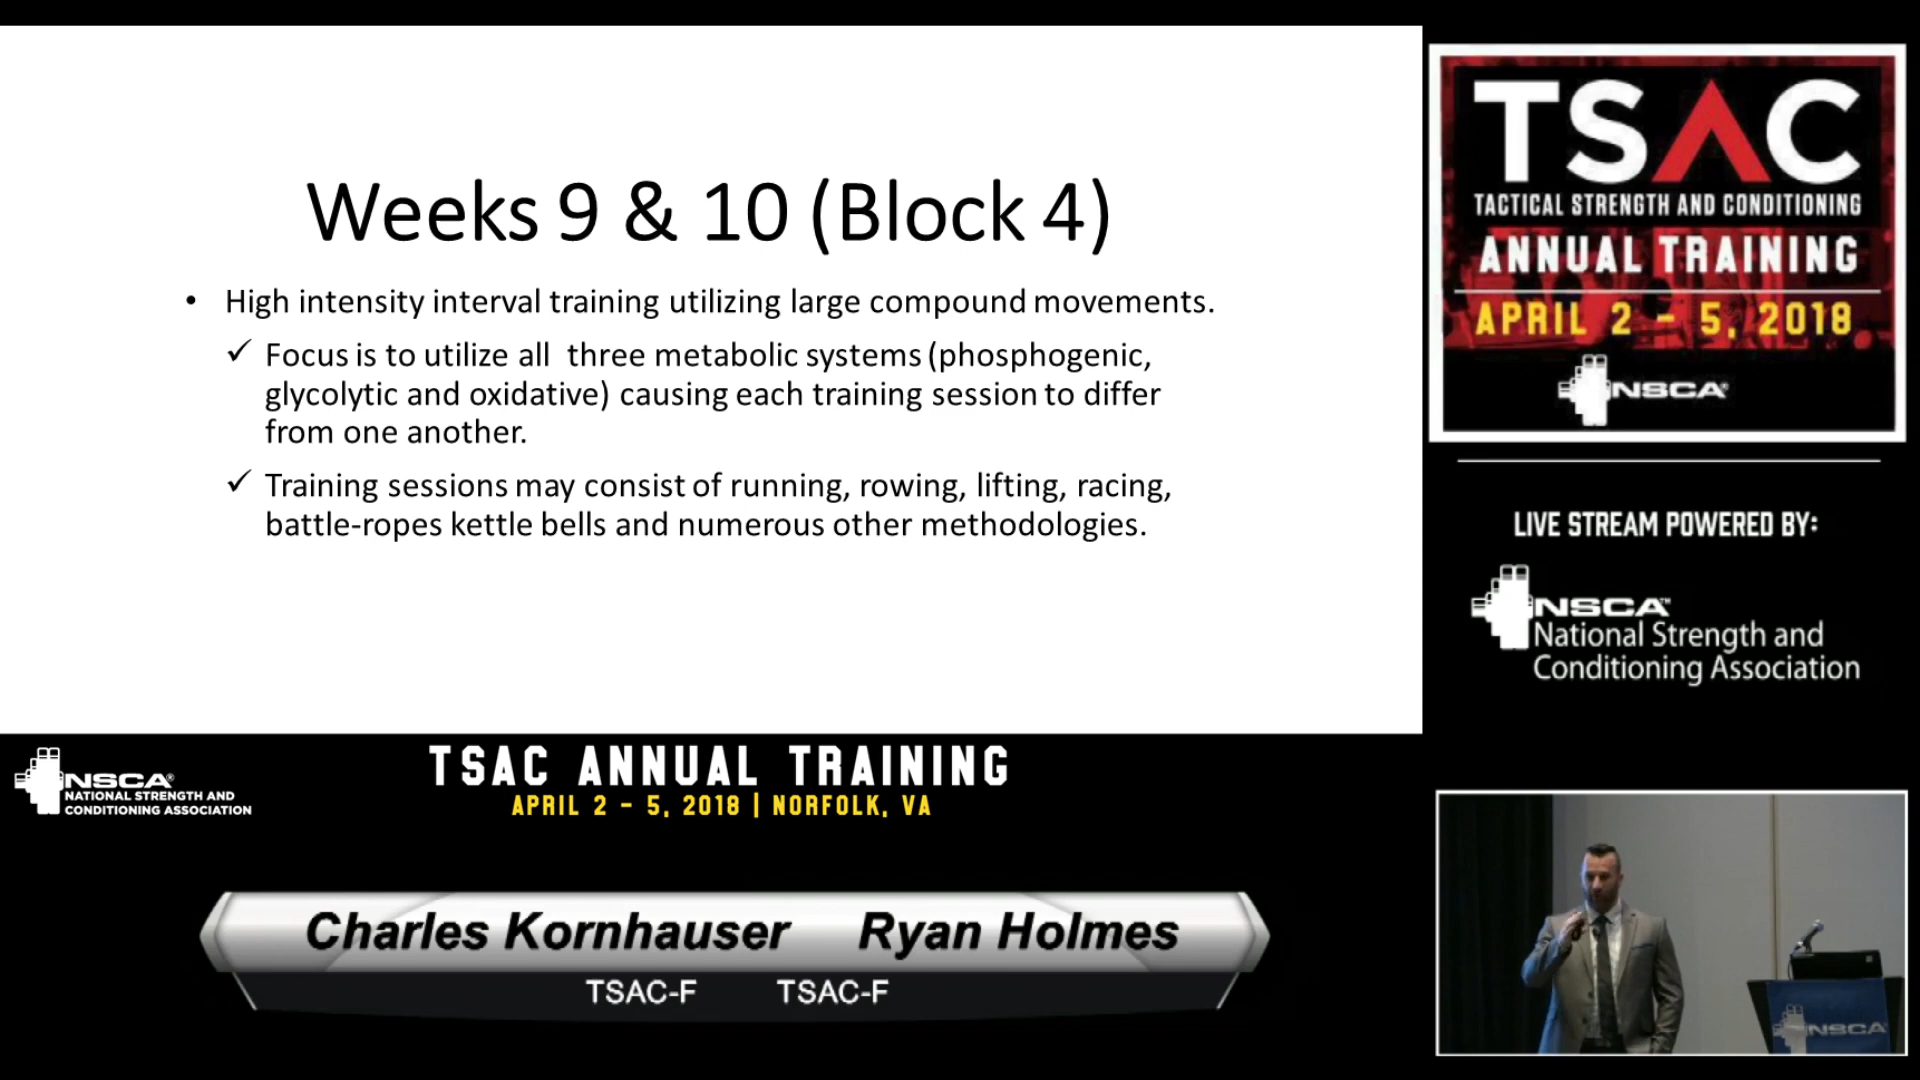 Weeks 9 & 10 (Block 4)
• High intensity interval training utilizing large compound movements.
✓ Focus is to utilize all three metabolic systems (phosphogenic,
glycolytic and oxidative) causing each training session to differ
from one another.
✓ Training sessions may consist of running, rowing, lifting, racing,
battle-ropes kettle bells and numerous other methodologies.
TSAC
TACTICAL STRENGTH AND CONDITIONING
ANNUAL TRAINING
APRIL 2 - 5, 2018
NSCA®
LIVE STREAM POWERED BY:
NSCA™
National Strength and
Conditioning Association
NSCA®
NATIONAL STRENGTH AND
CONDITIONING ASSOCIATION
TSAC ANNUAL TRAINING
APRIL 2 - 5, 2018 | NORFOLK, VA
Charles Kornhauser Ryan Holmes
TSAC-F TSAC-F
NSCA